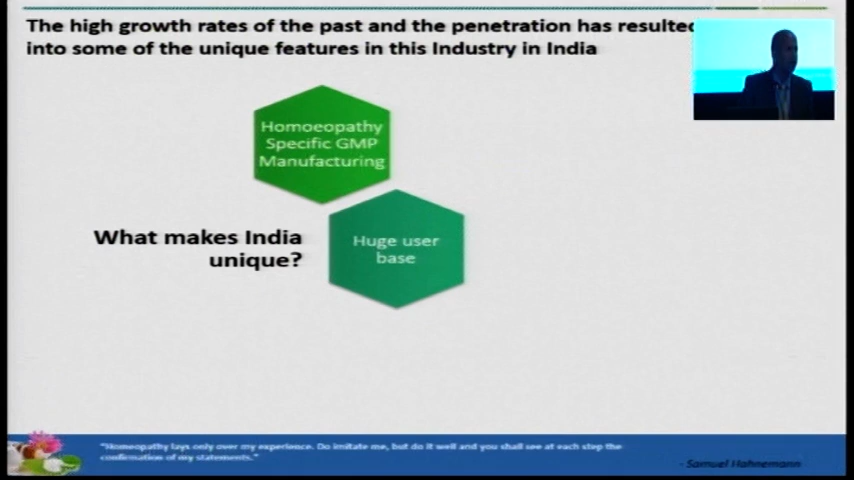 The high growth rates of the past and the penetration has resulted
into some of the unique features in this Industry in India
Homoeopathy
Specific GMP
Manufacturing
What makes India
unique?
Huge user
base
"Homeopathy lays only over my experience. Do imitate me, but do it well and you shall see at each step the
confirmation of my statements."
- Samuel Hahnemann